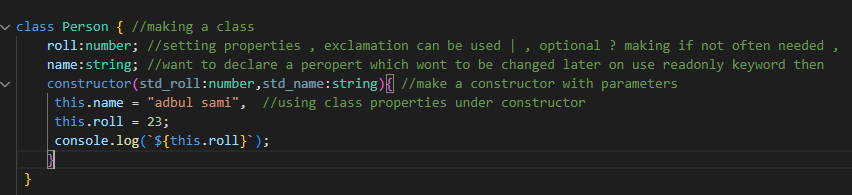 class Person { //making a class
roll:number; //setting properties , exclamation can be used | , optional ? making if not often needed ,
name:string; //want to declare a peropert which wont to be changed later on use readonly keyword then
constructor(std_roll:number,std_name:string){ //make a constructor with parameters
this.name = "adbul sami", //using class properties under constructor
this.roll = 23;
console.log(`${this.roll}`);
}
}